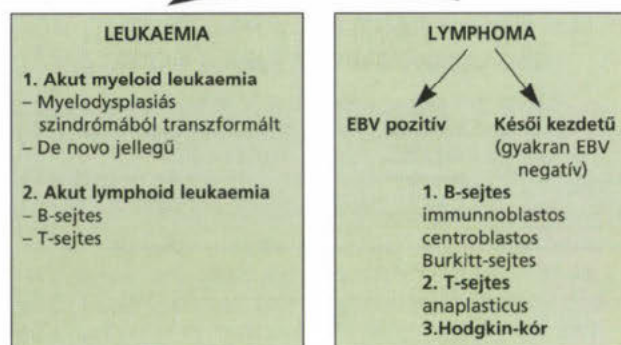 LEUKAEMIA
1. Akut myeloid leukaemia
– Myelodysplasiás
szindrómából transzformált
– De novo jellegű
2. Akut lymphoid leukaemia
– B-sejtes
– T-sejtes
LYMPHOMA
EBV pozitív
Késői kezdetű
(gyakran EBV
negatív)
1. B-sejtes
immunnoblastos
centroblastos
Burkitt-sejtes
2. T-sejtes
anaplasticus
3.Hodgkin-kór